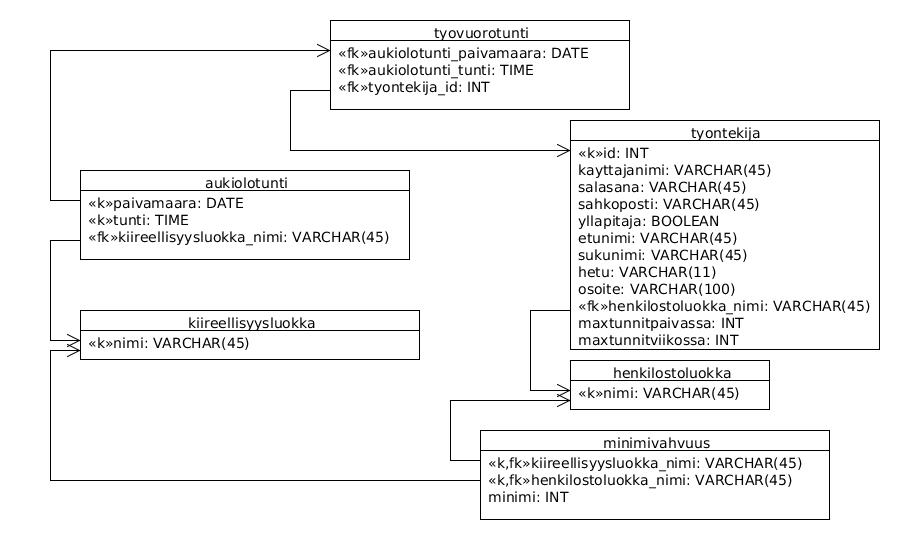 tyovuorotunti
«fk»aukiolotunti_paivamaara: DATE
«fk»aukiolotunti_tunti: TIME
«fk»tyontekija_id: INT
tyontekija
«k»id: INT
kayttajanimi: VARCHAR(45)
salasana: VARCHAR(45)
sahkoposti: VARCHAR(45)
yllapitaja: BOOLEAN
etunimi: VARCHAR(45)
sukunimi: VARCHAR(45)
hetu: VARCHAR(11)
osoite: VARCHAR(100)
«fk»henkilostoluokka_nimi: VARCHAR(45)
maxtunnitpaivassa: INT
maxtunnitviikossa: INT
aukiolotunti
«k»paivamaara: DATE
«k»tunti: TIME
«fk»kiireellisyysluokka_nimi: VARCHAR(45)
kiireellisyysluokka
«k»nimi: VARCHAR(45)
henkilostoluokka
«k»nimi: VARCHAR(45)
minimivahvuus
«k,fk»kiireellisyysluokka_nimi: VARCHAR(45)
«k,fk»henkilostoluokka_nimi: VARCHAR(45)
minimi: INT